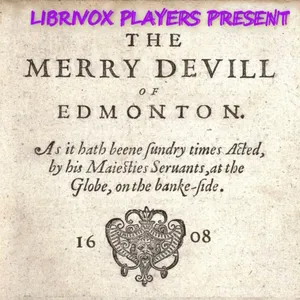 LIBRIVOX PLAYERS PRESENT
THE
MERRY DEVILL
OF
EDMONTON.
As it hath beene ſundry times Acted,
by his Maieſties Seruants, at the
Globe, on the banke-ſide.
16 08